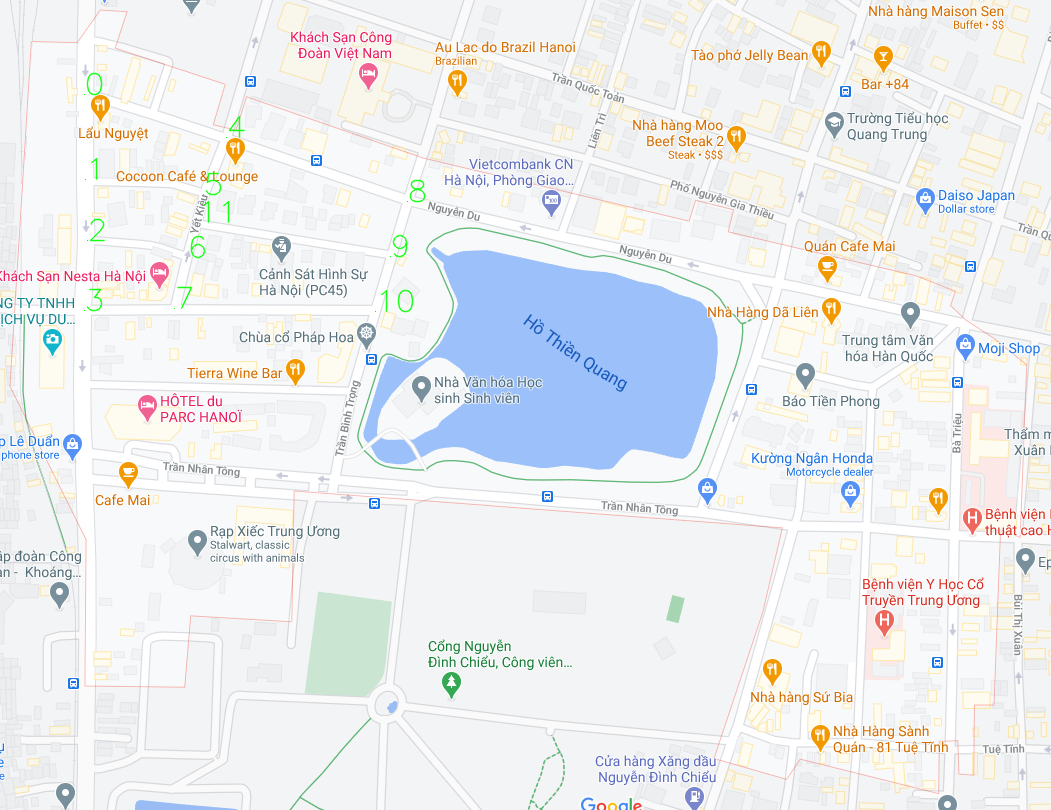 Nhà hàng Maison Sen
Buffet • $$
Khách Sạn Công
Đoàn Việt Nam
Au Lac do Brazil Hanoi
Brazilian
Tào phớ Jelly Bean
Bar +84
Trần Quốc Toản
Liên Trì
.0
Lẩu Nguyệt
.4
Nhà hàng Moo
Beef Steak 2
Steak • $$$
Trường Tiểu học
Quang Trung
Vietcombank CN
Hà Nội, Phòng Giao...
.1
Cocoon Café & Lounge
.5
.11
.8
Phố Nguyễn Gia Thiều
Daiso Japan
Dollar store
Trần Qu
Nguyễn Du
Yết Kiêu
.2
.6
.9
Nguyễn Du
Quán Cafe Mai
Khách Sạn Nesta Hà Nội
Cảnh Sát Hình Sự
Hà Nội (PC45)
NG TY TNHH
ỊCH VỤ DU...
.3
.7
.10
Nhà Hàng Dã Liên
Trung tâm Văn
hóa Hàn Quốc
Moji Shop
Chùa cổ Pháp Hoa
Hồ Thiền Quang
Tierra Wine Bar
Nhà Văn hóa Học
sinh Sinh viên
Báo Tiền Phong
HÔTEL du
PARC HANOÏ
Trần Bình Trọng
Bà Triệu
p Lê Duẩn
phone store
Thẩm m
Xuân
Trần Nhân Tông
Kường Ngân Honda
Motorcycle dealer
Cafe Mai
Trần Nhân Tông
Bệnh viện
thuật cao h
Rạp Xiếc Trung Ương
Stalwart, classic
circus with animals
ập đoàn Công
an - Khoáng...
Ep
Bệnh viện Y Học Cổ
Truyền Trung Ương
Bùi Thị Xuân
Cổng Nguyễn
Đình Chiểu, Công viên...
Nhà hàng Sứ Bia
Nhà Hàng Sành
Quán - 81 Tuệ Tĩnh
Tuệ Tĩnh
Cửa hàng Xăng dầu
Nguyễn Đình Chiểu
Google